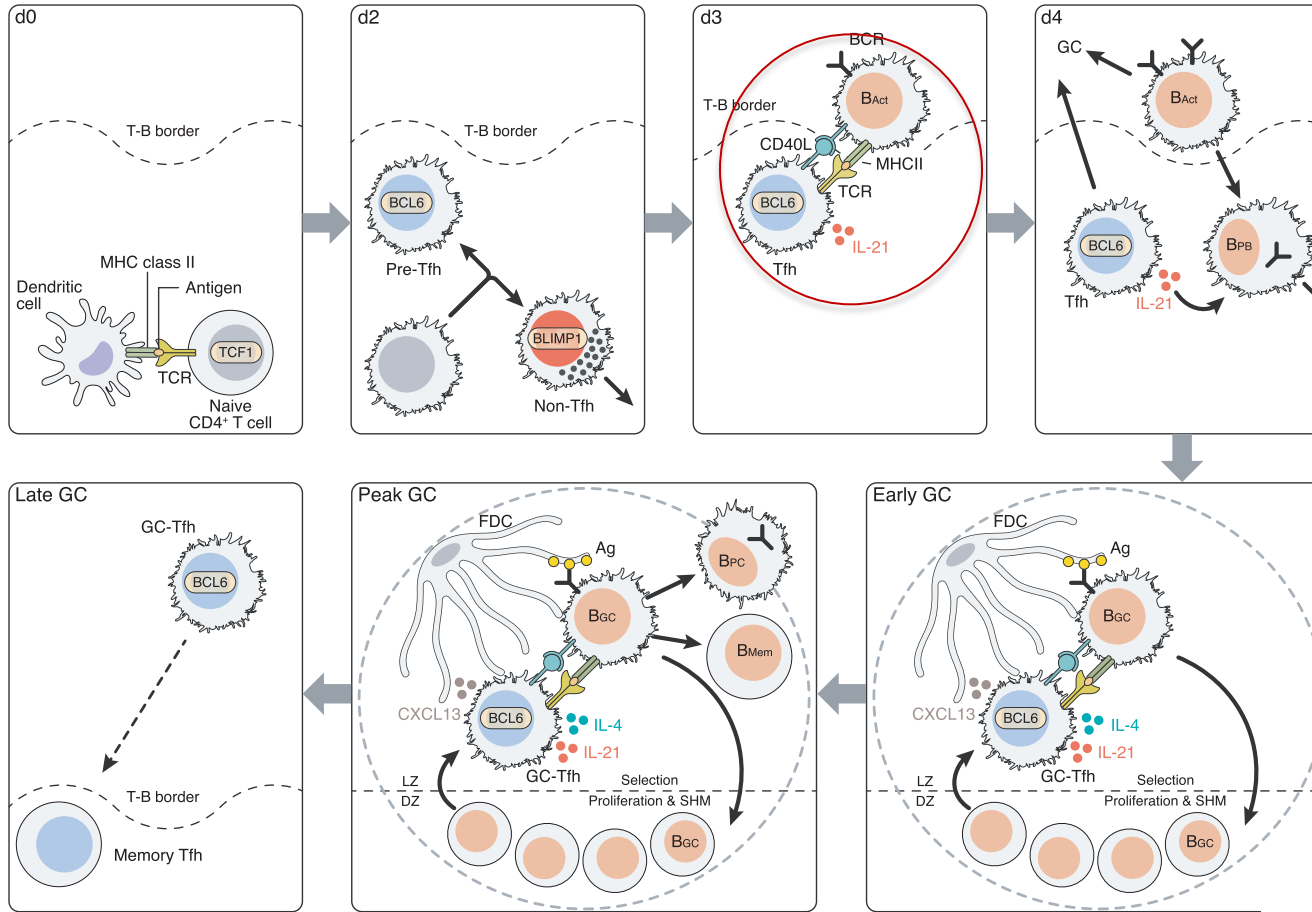 d0
T-B border
MHC class II
Antigen
Dendritic
cell
TCR
TCF1
Naive
CD4⁺ T cell
d2
T-B border
BCL6
Pre-Tfh
BLIMP1
Non-Tfh
d3
BCR
BAct
T-B border
CD40L
MHCII
TCR
BCL6
IL-21
Tfh
d4
GC
BAct
BCL6
BPB
Tfh
IL-21
Late GC
GC-Tfh
BCL6
T-B border
Memory Tfh
Peak GC
FDC
Ag
BPC
BGC
BMem
CXCL13
BCL6
IL-4
IL-21
GC-Tfh
LZ
Selection
DZ
Proliferation & SHM
BGC
Early GC
FDC
Ag
BGC
CXCL13
BCL6
IL-4
IL-21
GC-Tfh
LZ
Selection
DZ
Proliferation & SHM
BGC